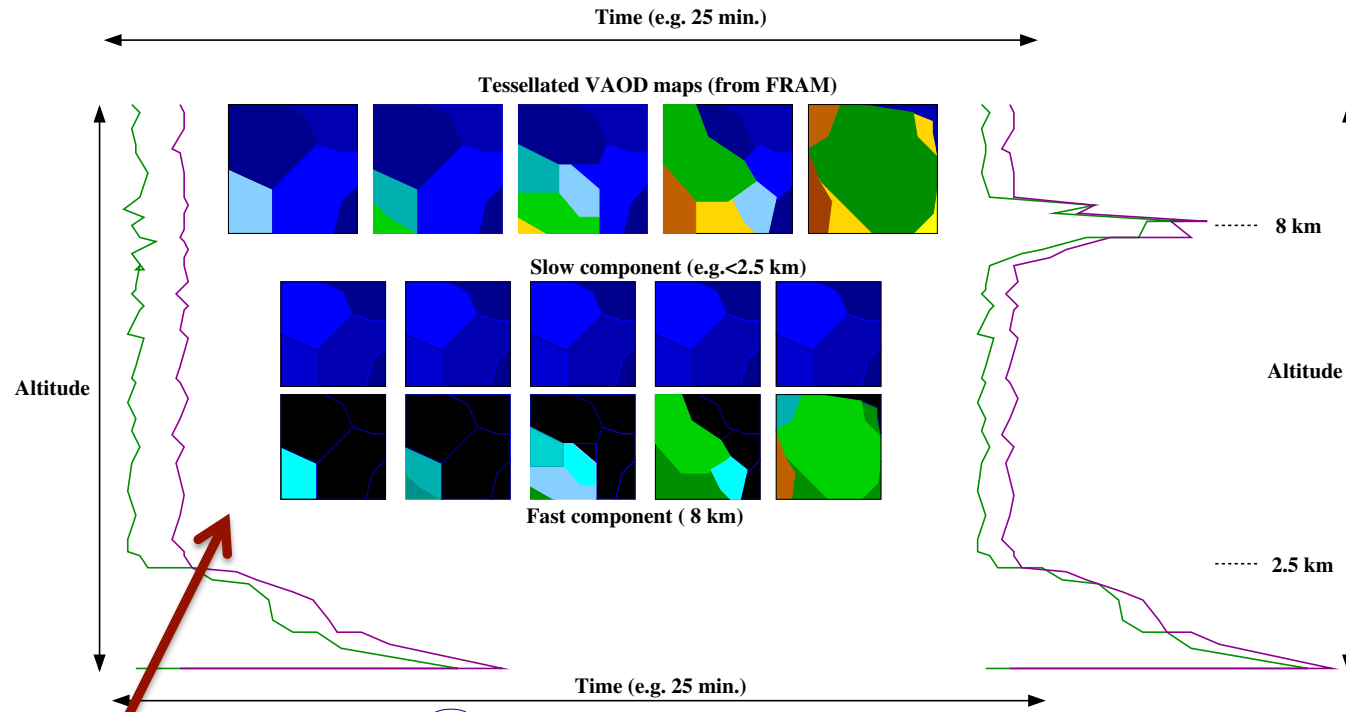 Time (e.g. 25 min.)
Tessellated VAOD maps (from FRAM)
8 km
Slow component (e.g.<2.5 km)
Altitude
Altitude
Fast component ( 8 km)
2.5 km
Time (e.g. 25 min.)